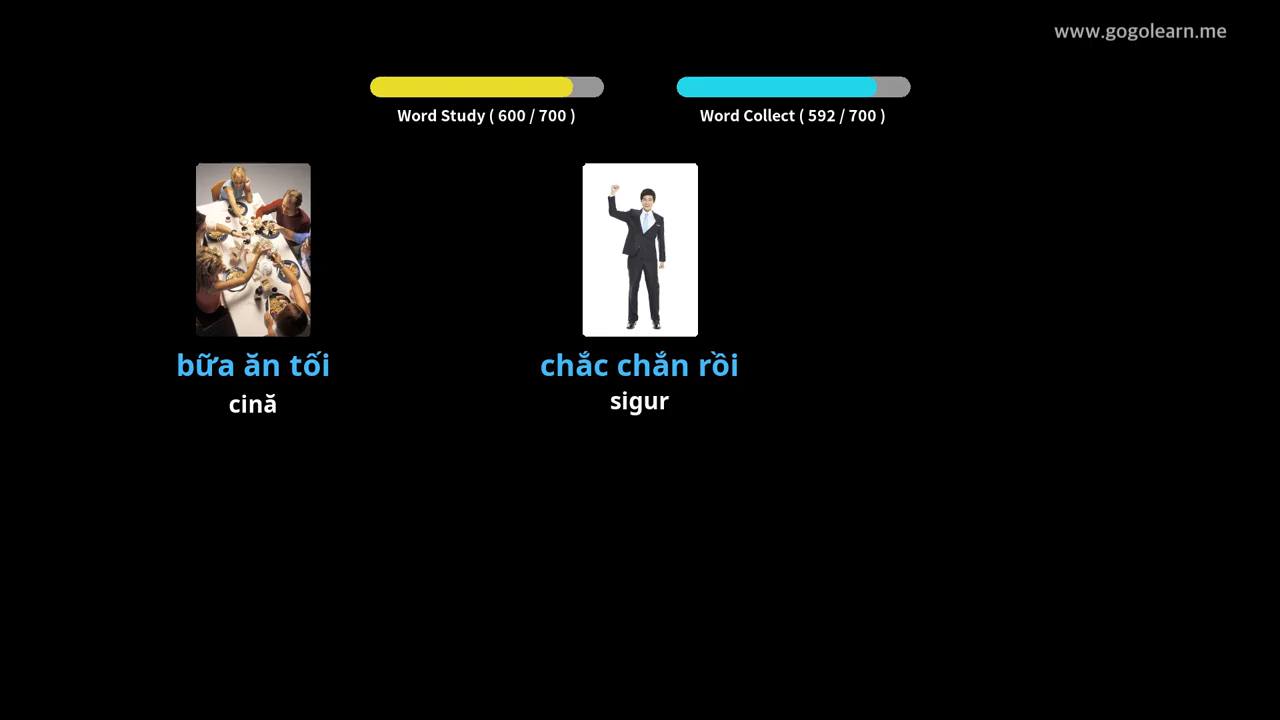 www.gogolearn.me
Word Study ( 600 / 700 )
Word Collect ( 592 / 700 )
bữa ăn tối
cină
chắc chắn rồi
sigur